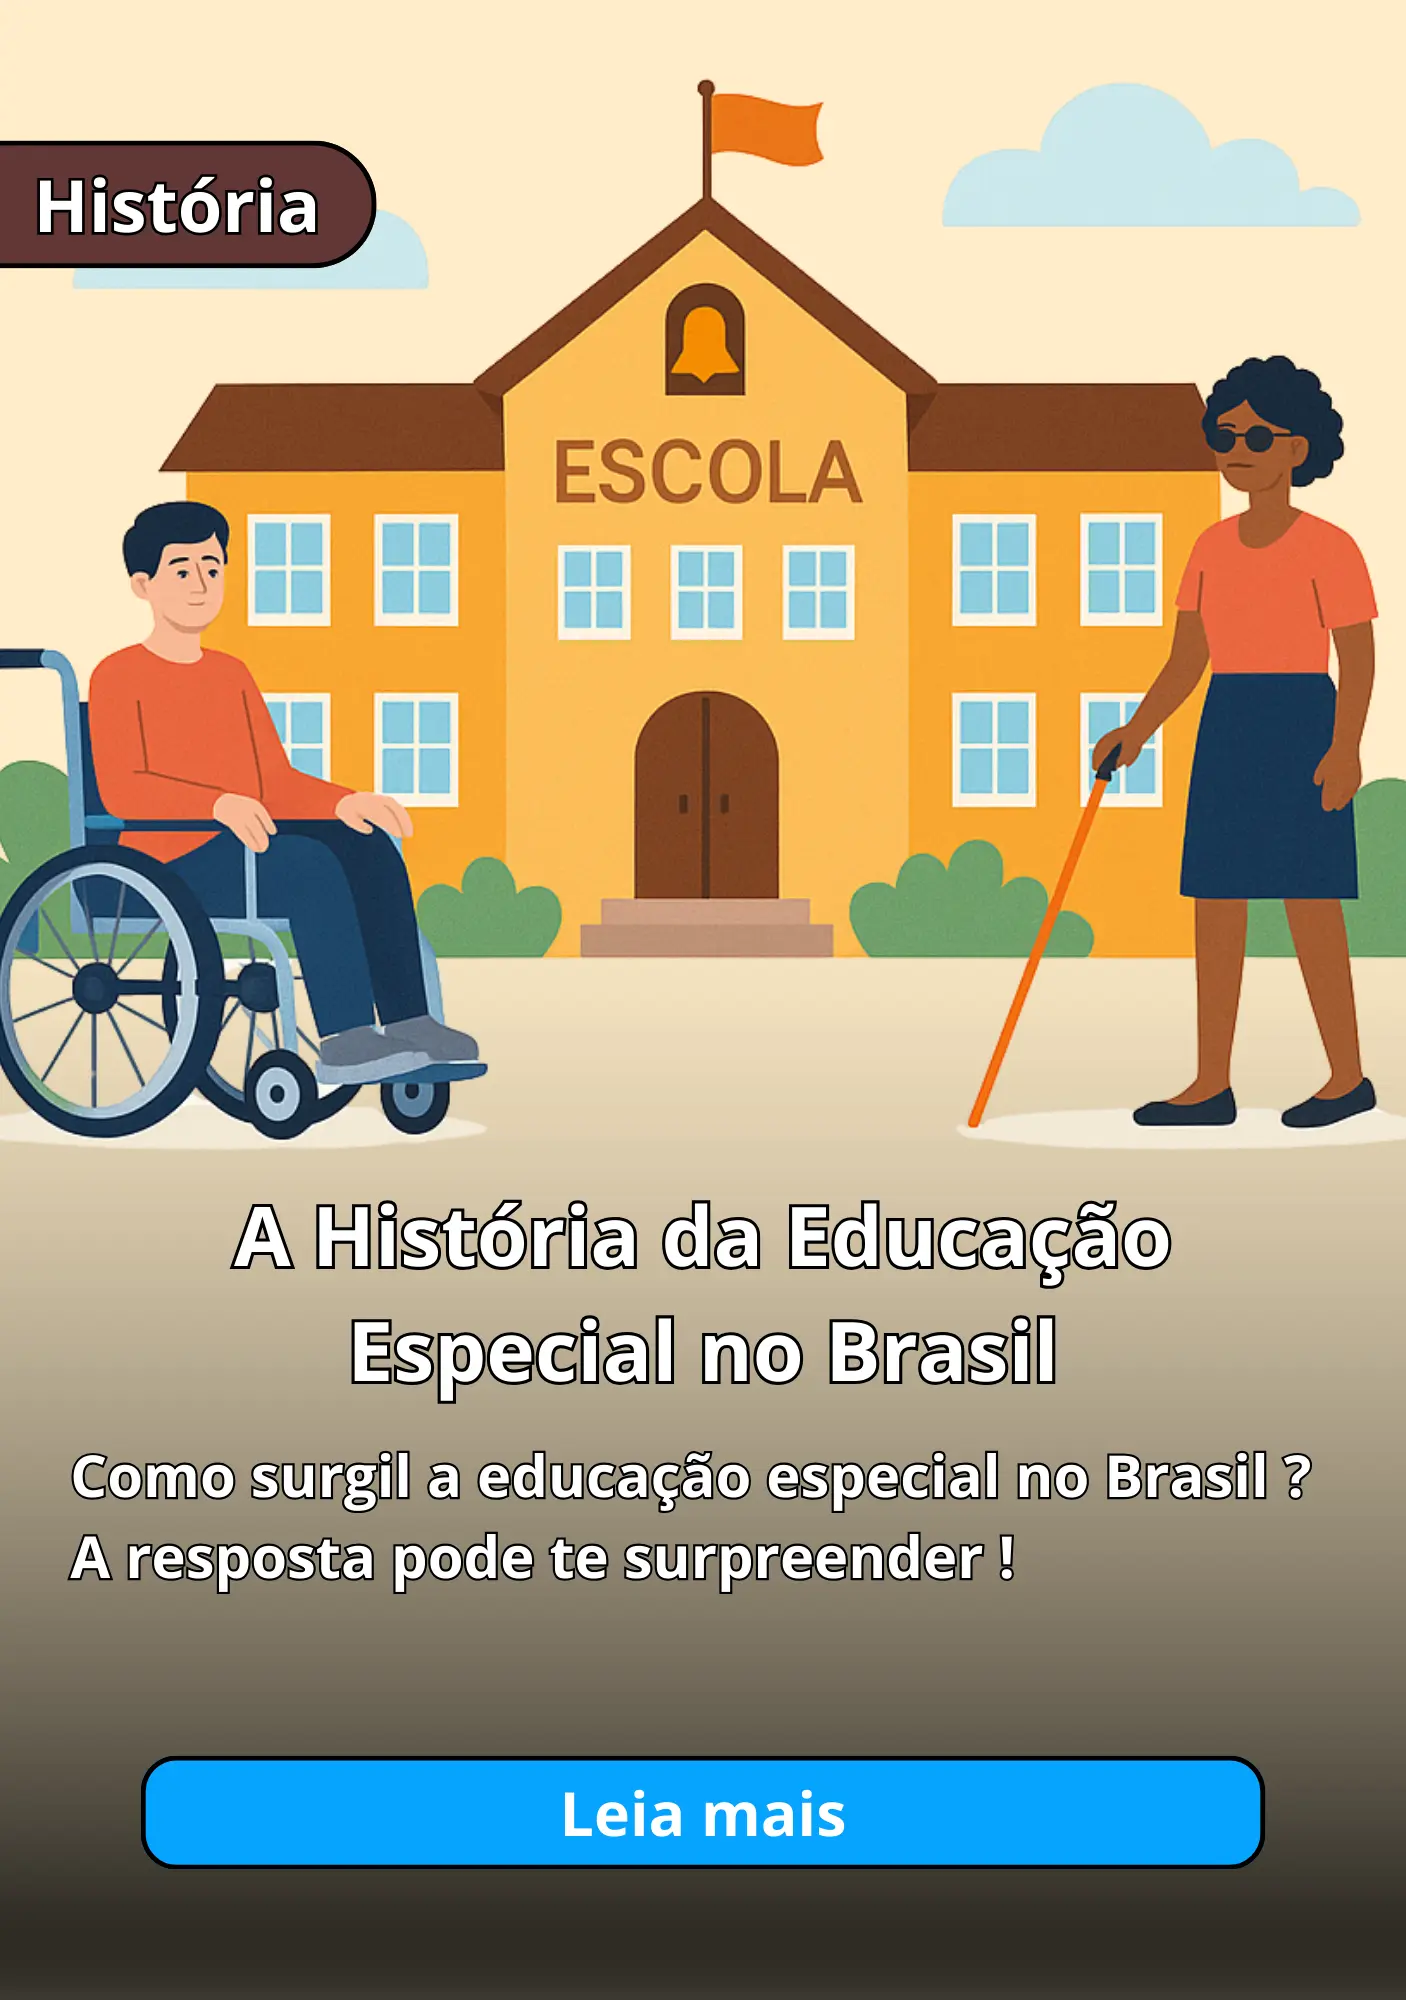 História
ESCOLA
A História da Educação
Especial no Brasil
Como surgil a educação especial no Brasil ?
A resposta pode te surpreender !
Leia mais